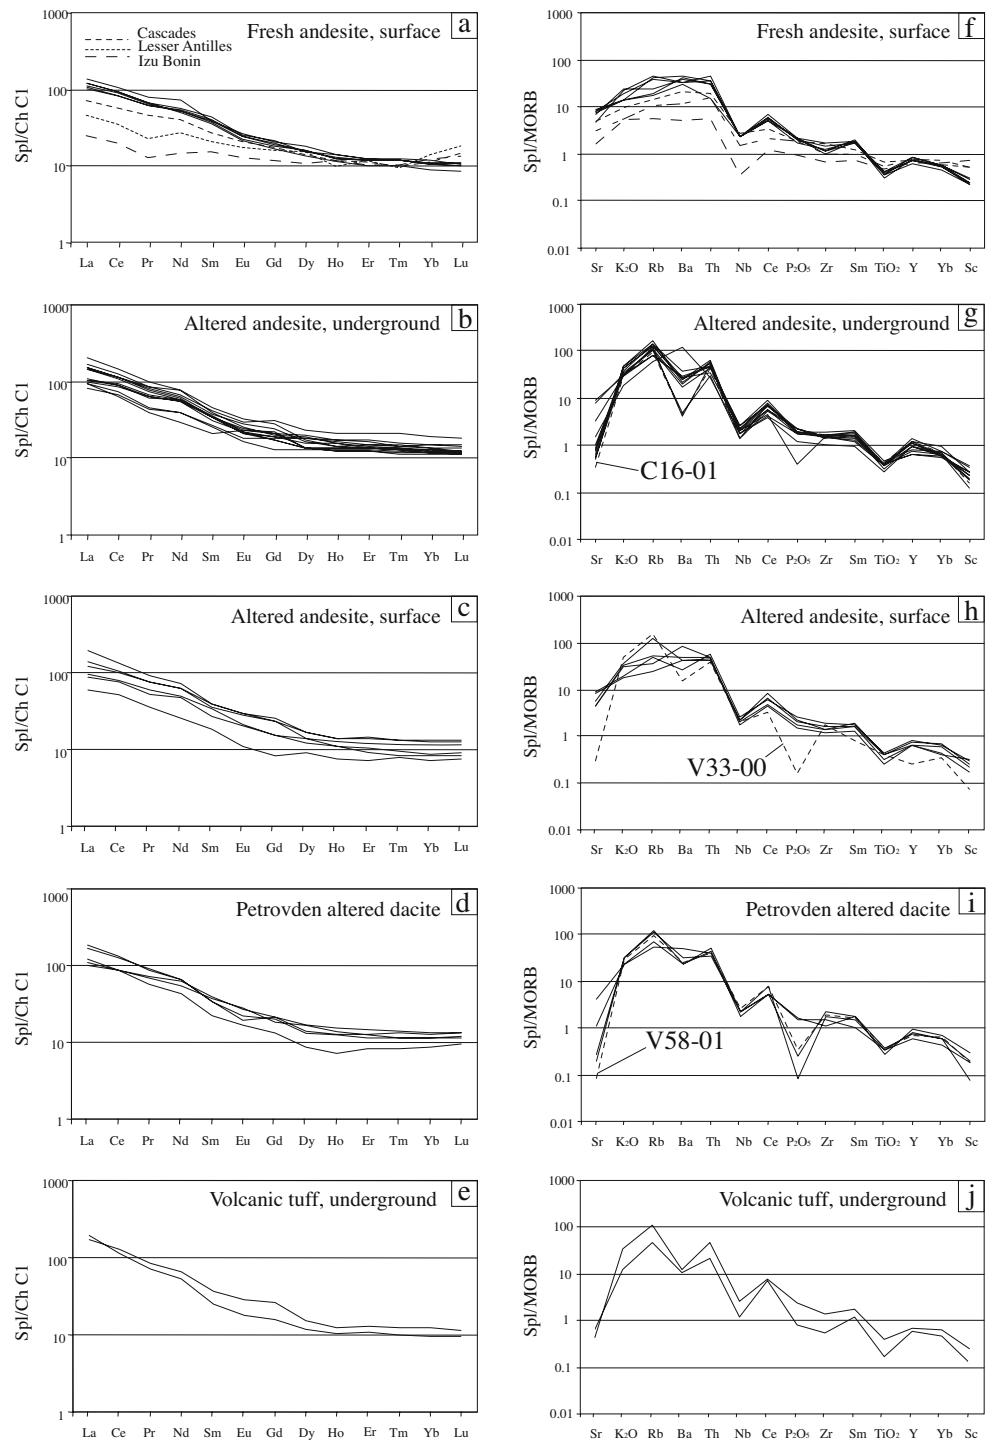 1000
100
10
1
Spl/Ch C1
Cascades
Lesser Antilles
Izu Bonin
Fresh andesite, surface
a
La Ce Pr Nd Sm Eu Gd Dy Ho Er Tm Yb Lu
1000
100
10
1
0.1
0.01
Spl/MORB
Fresh andesite, surface
f
Sr K2O Rb Ba Th Nb Ce P2O5 Zr Sm TiO2 Y Yb Sc
1000
100
10
1
Spl/Ch C1
Altered andesite, underground
b
La Ce Pr Nd Sm Eu Gd Dy Ho Er Tm Yb Lu
1000
100
10
1
0.1
0.01
Spl/MORB
Altered andesite, underground
g
C16-01
Sr K2O Rb Ba Th Nb Ce P2O5 Zr Sm TiO2 Y Yb Sc
1000
100
10
1
Spl/Ch C1
Altered andesite, surface
c
La Ce Pr Nd Sm Eu Gd Dy Ho Er Tm Yb Lu
1000
100
10
1
0.1
0.01
Spl/MORB
Altered andesite, surface
h
V33-00
Sr K2O Rb Ba Th Nb Ce P2O5 Zr Sm TiO2 Y Yb Sc
1000
100
10
1
Spl/Ch C1
Petrovden altered dacite
d
La Ce Pr Nd Sm Eu Gd Dy Ho Er Tm Yb Lu
1000
100
10
1
0.1
0.01
Spl/MORB
Petrovden altered dacite
i
V58-01
Sr K2O Rb Ba Th Nb Ce P2O5 Zr Sm TiO2 Y Yb Sc
1000
100
10
1
Spl/Ch C1
Volcanic tuff, underground
e
La Ce Pr Nd Sm Eu Gd Dy Ho Er Tm Yb Lu
1000
100
10
1
0.1
0.01
Spl/MORB
Volcanic tuff, underground
j
Sr K2O Rb Ba Th Nb Ce P2O5 Zr Sm TiO2 Y Yb Sc